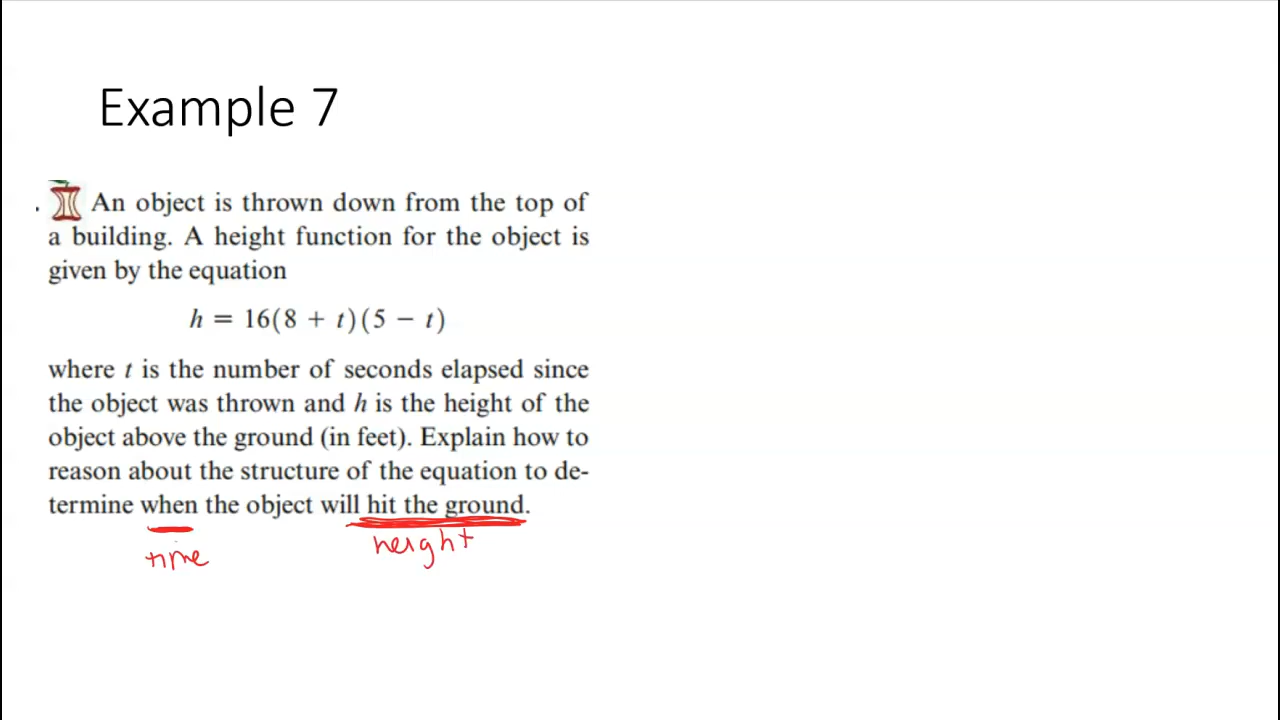 Example 7
. An object is thrown down from the top of
a building. A height function for the object is
given by the equation
h = 16(8 + t)(5 − t)
where t is the number of seconds elapsed since
the object was thrown and h is the height of the
object above the ground (in feet). Explain how to
reason about the structure of the equation to de-
termine when the object will hit the ground.
time height